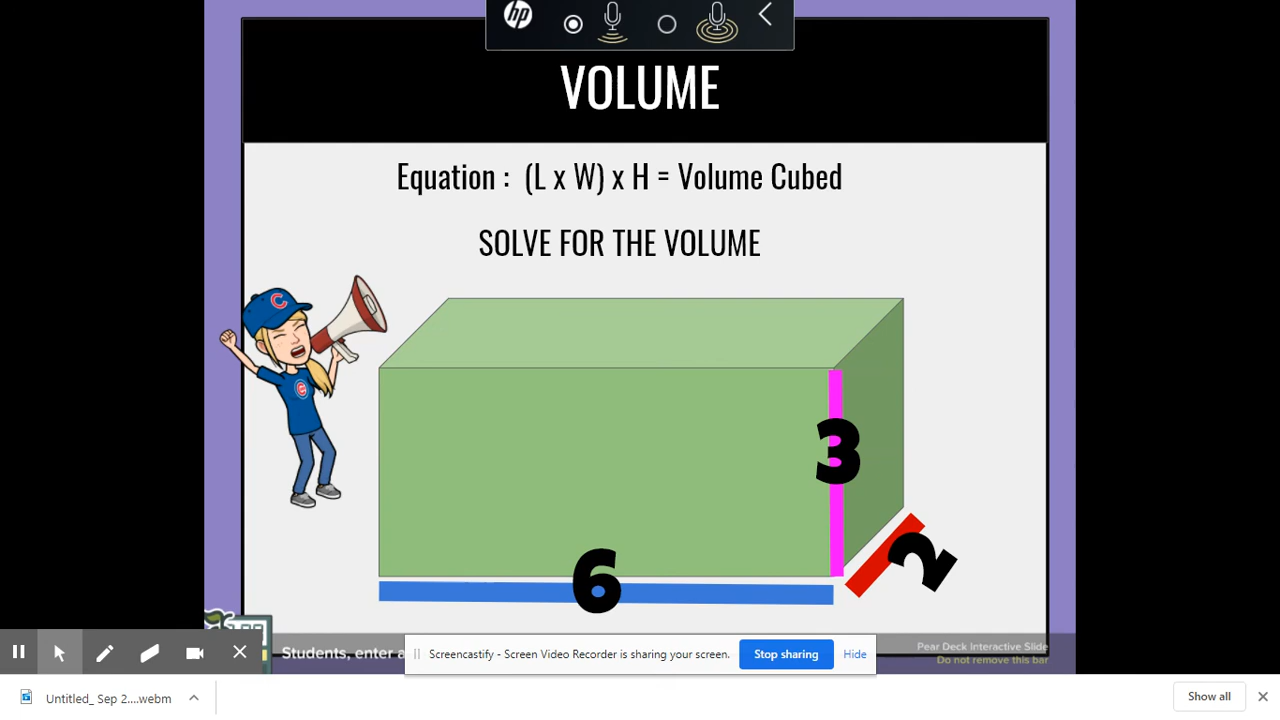 hp
VOLUME
Equation : (L x W) x H = Volume Cubed
SOLVE FOR THE VOLUME
C
C
3
6
2
Students, enter a
Pear Deck Interactive Slide
Do not remove this bar
|| Screencastify - Screen Video Recorder is sharing your screen. Stop sharing Hide
Untitled_ Sep 2....webm
Show all